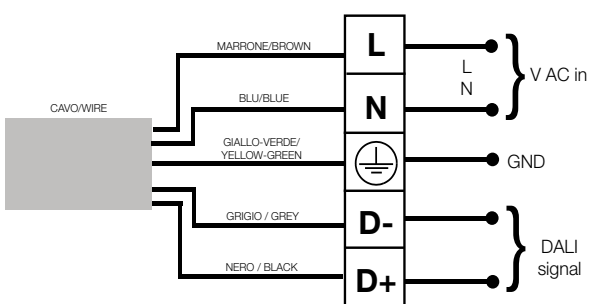 MARRONE/BROWN
L
L
N
V AC in
CAVO/WIRE
BLU/BLUE
N
GIALLO-VERDE/
YELLOW-GREEN
GND
GRIGIO / GREY
D-
DALI
signal
NERO / BLACK
D+